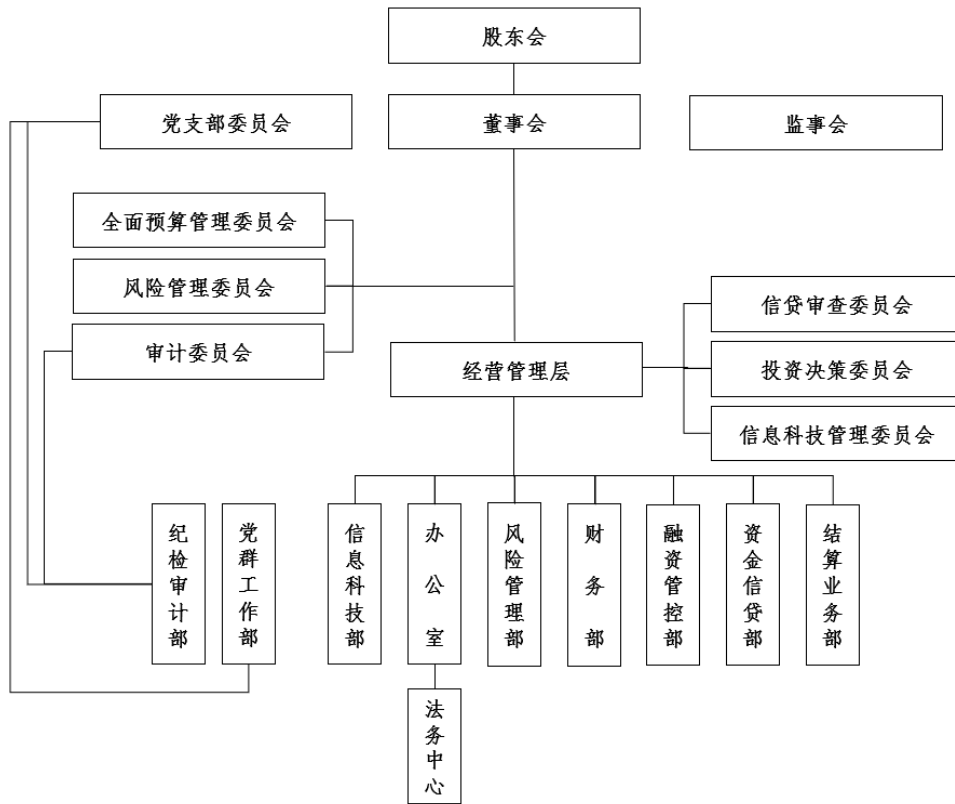 股东会
党支部委员会
董事会
监事会
全面预算管理委员会
风险管理委员会
审计委员会
经营管理层
信贷审查委员会
投资决策委员会
信息科技管理委员会
纪检审计部
党群工作部
信息科技部
办公室
风险管理部
财务部
融资管控部
资金信贷部
结算业务部
法务中心